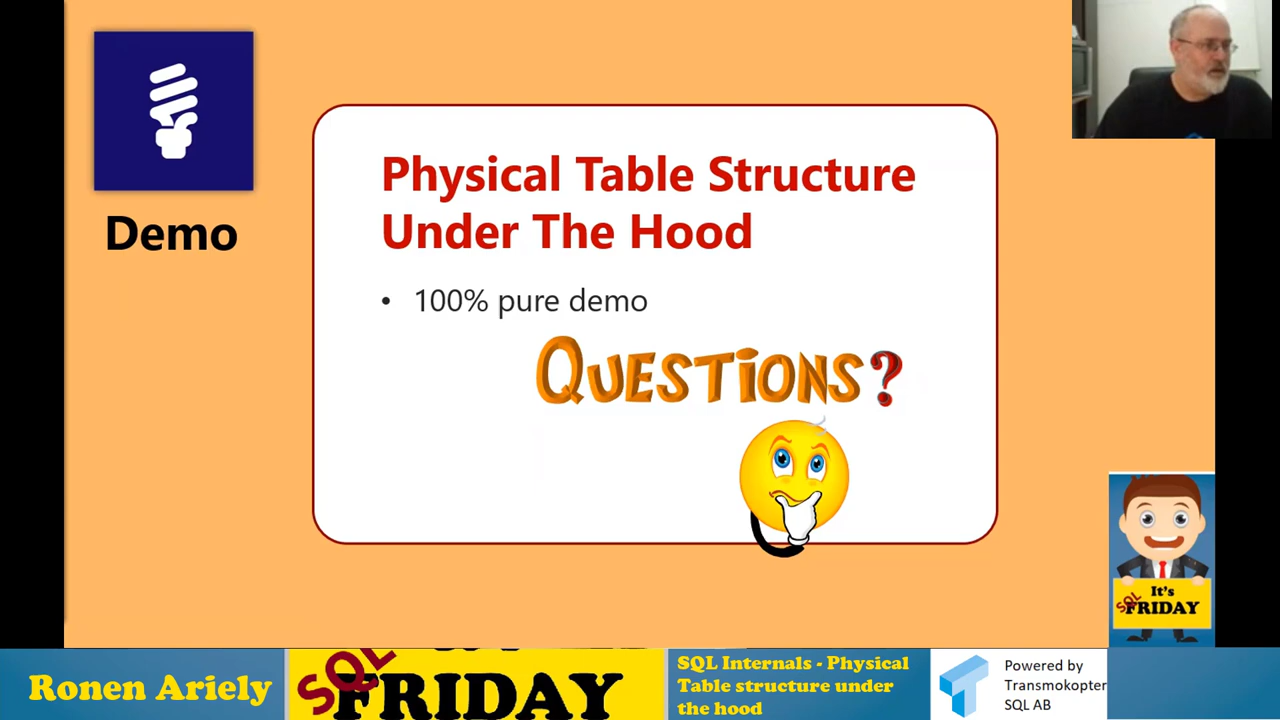 Demo
Physical Table Structure
Under The Hood
• 100% pure demo
QUESTIONS?
It's
SQL
FRIDAY
Ronen Ariely
SQL
FRIDAY
SQL Internals - Physical
Table structure under
the hood
Powered by
Transmokopter
SQL AB